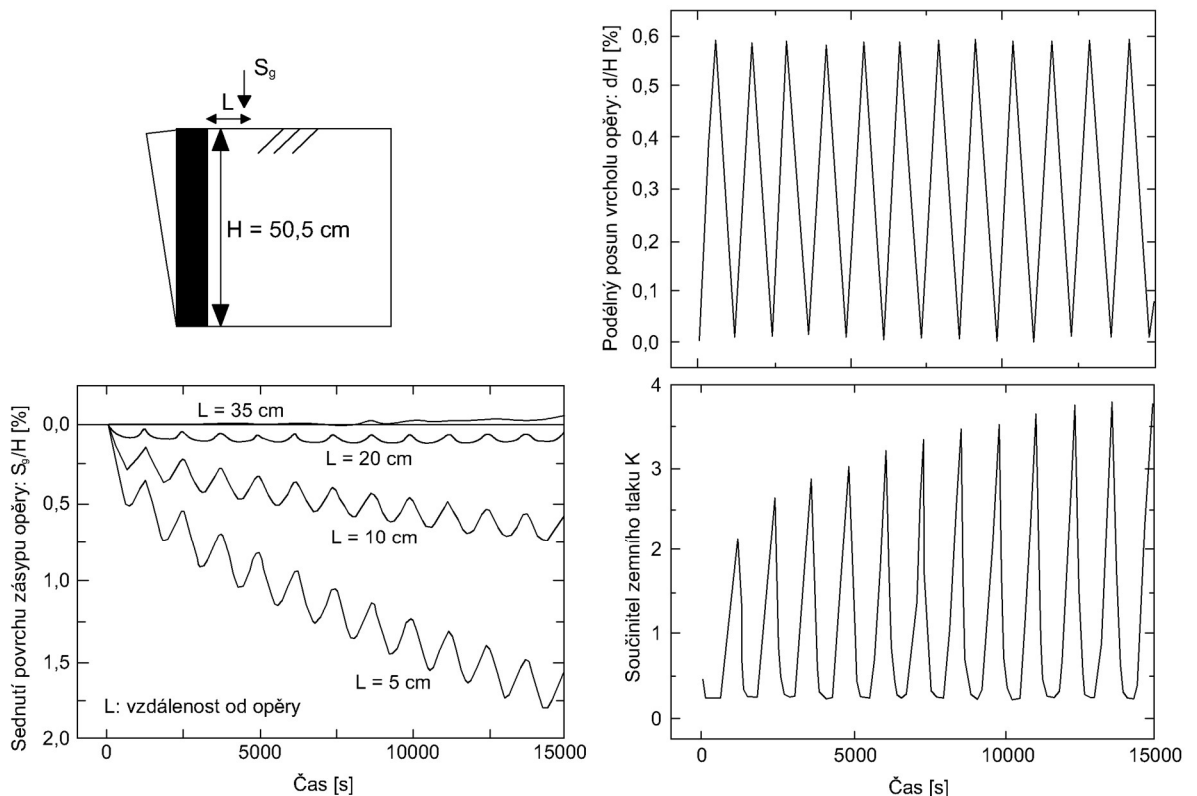 S₉
L
H = 50,5 cm
Podélný posun vrcholu opěry: d/H [%]
0,6
0,5
0,4
0,3
0,2
0,1
0,0
Sednutí povrchu zásypu opěry: S₉/H [%]
0,0
0,5
1,0
1,5
2,0
L = 35 cm
L = 20 cm
L = 10 cm
L = 5 cm
L: vzdálenost od opěry
0
5000
10000
15000
Čas [s]
Součinitel zemního tlaku K
4
3
2
1
0
0
5000
10000
15000
Čas [s]